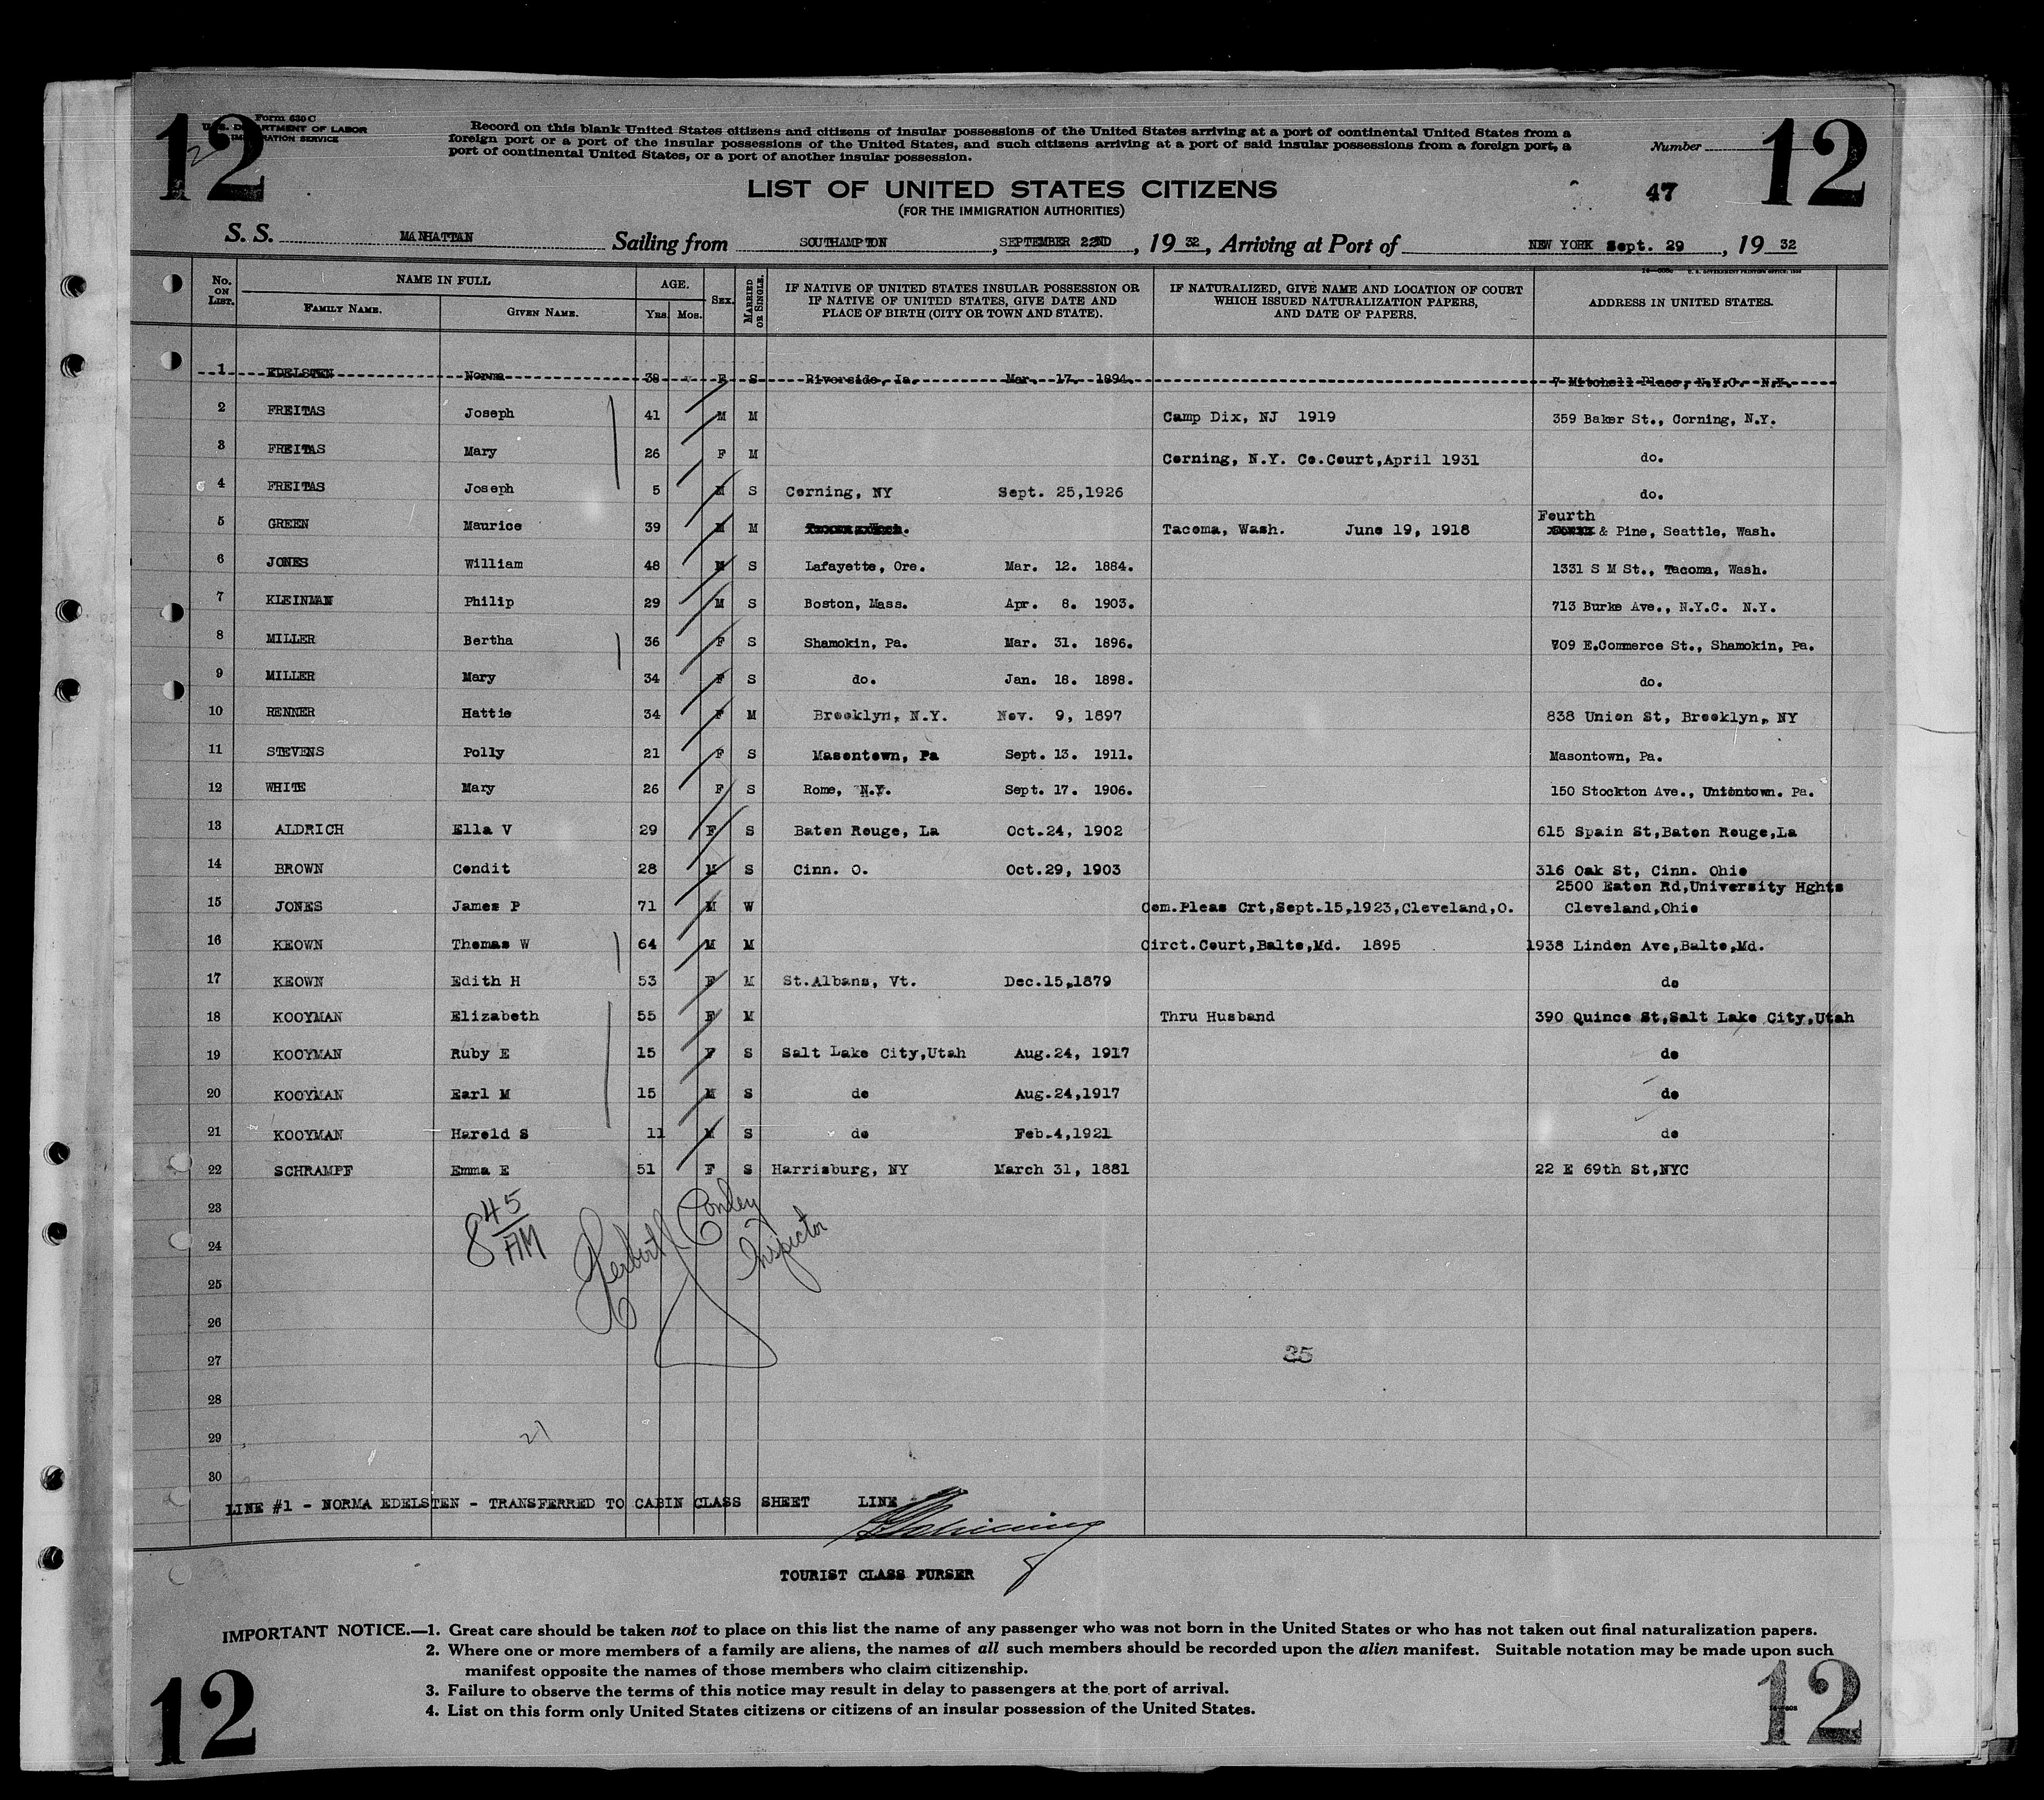 12
Form 630 C
U. S. DEPARTMENT OF LABOR
IMMIGRATION SERVICE
Record on this blank United States citizens and citizens of insular possessions of the United States arriving at a port of continental United States from a
foreign port or a port of the insular possessions of the United States, and such citizens arriving at a port of said insular possessions from a foreign port, a
port of continental United States, or a port of another insular possession.
Number
12
LIST OF UNITED STATES CITIZENS
47
(FOR THE IMMIGRATION AUTHORITIES)
S. S. MANHATTAN Sailing from SOUTHAMPTON, SEPTEMBER 22ND, 1932, Arriving at Port of NEW YORK Sept. 29, 1932
No. ON LIST. NAME IN FULL FAMILY NAME. GIVEN NAME. AGE. YRS. MOS. SEX. MARRIED OR SINGLE. IF NATIVE OF UNITED STATES INSULAR POSSESSION OR IF NATIVE OF UNITED STATES, GIVE DATE AND PLACE OF BIRTH (CITY OR TOWN AND STATE). IF NATURALIZED, GIVE NAME AND LOCATION OF COURT WHICH ISSUED NATURALIZATION PAPERS, AND DATE OF PAPERS. ADDRESS IN UNITED STATES.
1 EDELSTEN Norma 38 F S Riverside, Ia. Mar. 17. 1894. 7 Mitchell Place, N.Y.C. N.Y.
2 FREITAS Joseph 41 M M Camp Dix, NJ 1919 359 Baker St., Corning, N.Y.
3 FREITAS Mary 26 F M Corning, N.Y. Co.Court,April 1931 do.
4 FREITAS Joseph 5 M S Corning, NY Sept. 25,1926 do.
5 GREEN Maurice 39 M M Tacoma, Wash. June 19, 1918 Fourth & Pine, Seattle, Wash.
6 JONES William 48 M S Lafayette, Ore. Mar. 12. 1884. 1331 S M St., Tacoma, Wash.
7 KLEINMAN Philip 29 M S Boston, Mass. Apr. 8. 1903. 713 Burke Ave., N.Y.C. N.Y.
8 MILLER Bertha 36 F S Shamokin, Pa. Mar. 31. 1896. 709 E.Commerce St., Shamokin, Pa.
9 MILLER Mary 34 F S do. Jan. 18. 1898. do.
10 RENNER Hattie 34 F M Brooklyn, N.Y. Nov. 9, 1897 838 Union St, Brooklyn, NY
11 STEVENS Polly 21 F S Masontown, Pa Sept. 13. 1911. Masontown, Pa.
12 WHITE Mary 26 F S Rome, N.Y. Sept. 17. 1906. 150 Stockton Ave., Uniontown. Pa.
13 ALDRICH Ella V 29 F S Baton Rouge, La Oct.24, 1902 615 Spain St,Baton Rouge,La
14 BROWN Condit 28 M S Cinn. O. Oct.29, 1903 316 Oak St, Cinn. Ohio
2500 Eaton Rd,University Hghts
15 JONES James P 71 M W Com.Pleas Crt,Sept.15,1923,Cleveland,O. Cleveland,Ohio
16 KEOWN Thomas W 64 M M Circt.Court,Balto,Md. 1895 1938 Linden Ave,Balto,Md.
17 KEOWN Edith H 53 F M St.Albans, Vt. Dec.15,1879 do
18 KOOYMAN Elizabeth 55 F M Thru Husband 390 Quince St,Salt Lake City,Utah
19 KOOYMAN Ruby E 15 F S Salt Lake City,Utah Aug.24, 1917 do
20 KOOYMAN Earl M 15 M S do Aug.24,1917 do
21 KOOYMAN Harold S 11 M S do Feb.4,1921 do
22 SCHRAMPF Emma E 51 F S Harrisburg, NY March 31, 1881 22 E 69th St,NYC
23
8 45/AM Herbert Conley Inspector
24
25
26
27 35
28
29 21
30
LINE #1 - NORMA EDELSTEN - TRANSFERRED TO CABIN CLASS SHEET LINE
TOURIST CLASS PURSER
IMPORTANT NOTICE.—1. Great care should be taken not to place on this list the name of any passenger who was not born in the United States or who has not taken out final naturalization papers.
2. Where one or more members of a family are aliens, the names of all such members should be recorded upon the alien manifest. Suitable notation may be made upon such
manifest opposite the names of those members who claim citizenship.
3. Failure to observe the terms of this notice may result in delay to passengers at the port of arrival.
4. List on this form only United States citizens or citizens of an insular possession of the United States.
12
12